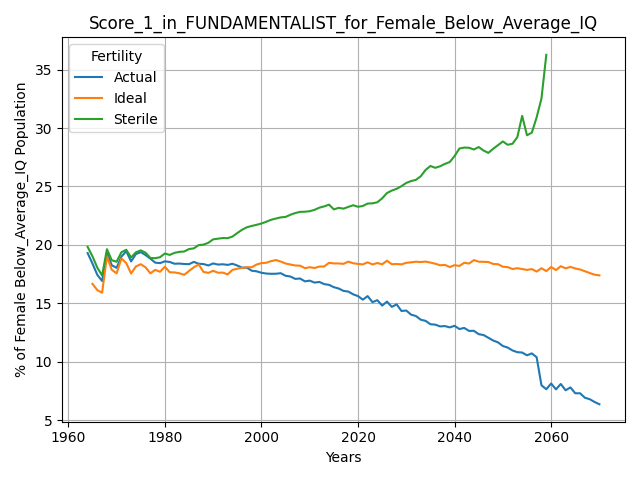 Score_1_in_FUNDAMENTALIST_for_Female_Below_Average_IQ
Fertility
Actual
Ideal
Sterile
% of Female Below_Average_IQ Population
35
30
25
20
15
10
5
1960 1980 2000 2020 2040 2060
Years